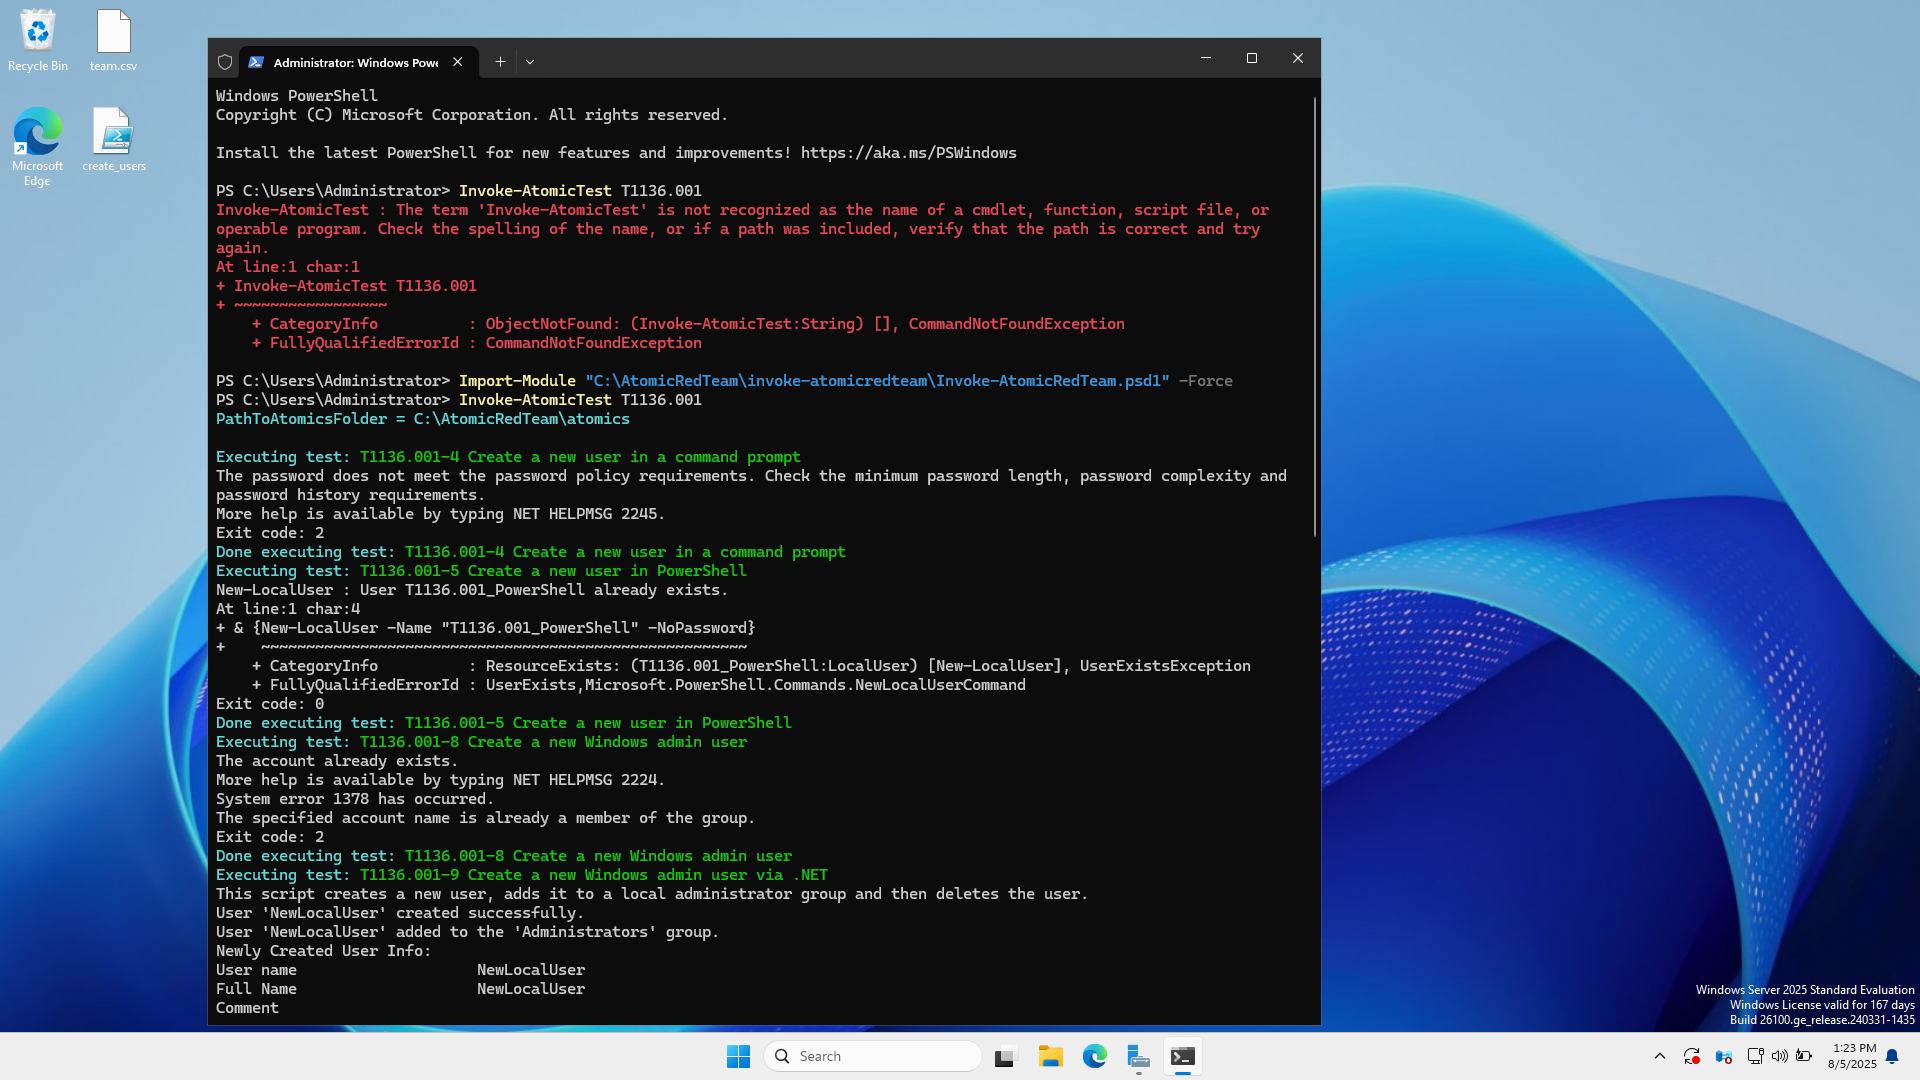 Recycle Bin
team.csv
Microsoft
Edge
create_users
Administrator: Windows Powe
Windows PowerShell
Copyright (C) Microsoft Corporation. All rights reserved.
Install the latest PowerShell for new features and improvements! https://aka.ms/PSWindows
PS C:\Users\Administrator> Invoke-AtomicTest T1136.001
Invoke-AtomicTest : The term 'Invoke-AtomicTest' is not recognized as the name of a cmdlet, function, script file, or
operable program. Check the spelling of the name, or if a path was included, verify that the path is correct and try
again.
At line:1 char:1
+ Invoke-AtomicTest T1136.001
+ ~~~~~~~~~~~~~~~~~
    + CategoryInfo          : ObjectNotFound: (Invoke-AtomicTest:String) [], CommandNotFoundException
    + FullyQualifiedErrorId : CommandNotFoundException
PS C:\Users\Administrator> Import-Module "C:\AtomicRedTeam\invoke-atomicredteam\Invoke-AtomicRedTeam.psd1" -Force
PS C:\Users\Administrator> Invoke-AtomicTest T1136.001
PathToAtomicsFolder = C:\AtomicRedTeam\atomics
Executing test: T1136.001-4 Create a new user in a command prompt
The password does not meet the password policy requirements. Check the minimum password length, password complexity and
password history requirements.
More help is available by typing NET HELPMSG 2245.
Exit code: 2
Done executing test: T1136.001-4 Create a new user in a command prompt
Executing test: T1136.001-5 Create a new user in PowerShell
New-LocalUser : User T1136.001_PowerShell already exists.
At line:1 char:4
+ & {New-LocalUser -Name "T1136.001_PowerShell" -NoPassword}
+    ~~~~~~~~~~~~~~~~~~~~~~~~~~~~~~~~~~~~~~~~~~~~~~~~~~~~~~
    + CategoryInfo          : ResourceExists: (T1136.001_PowerShell:LocalUser) [New-LocalUser], UserExistsException
    + FullyQualifiedErrorId : UserExists,Microsoft.PowerShell.Commands.NewLocalUserCommand
Exit code: 0
Done executing test: T1136.001-5 Create a new user in PowerShell
Executing test: T1136.001-8 Create a new Windows admin user
The account already exists.
More help is available by typing NET HELPMSG 2224.
System error 1378 has occurred.
The specified account name is already a member of the group.
Exit code: 2
Done executing test: T1136.001-8 Create a new Windows admin user
Executing test: T1136.001-9 Create a new Windows admin user via .NET
This script creates a new user, adds it to a local administrator group and then deletes the user.
User 'NewLocalUser' created successfully.
User 'NewLocalUser' added to the 'Administrators' group.
Newly Created User Info:
User name                    NewLocalUser
Full Name                    NewLocalUser
Comment
Windows Server 2025 Standard Evaluation
Windows License valid for 167 days
Build 26100.ge_release.240331-1435
Search
1:23 PM
8/5/2025